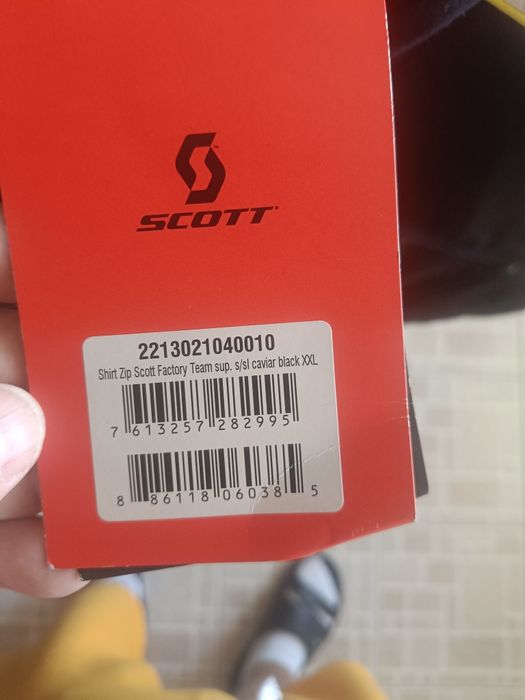 SCOTT
2213021040010
Shirt Zip Scott Factory Team sup. s/sl caviar black XXL
7 613257 282995
8 86118 06038 5